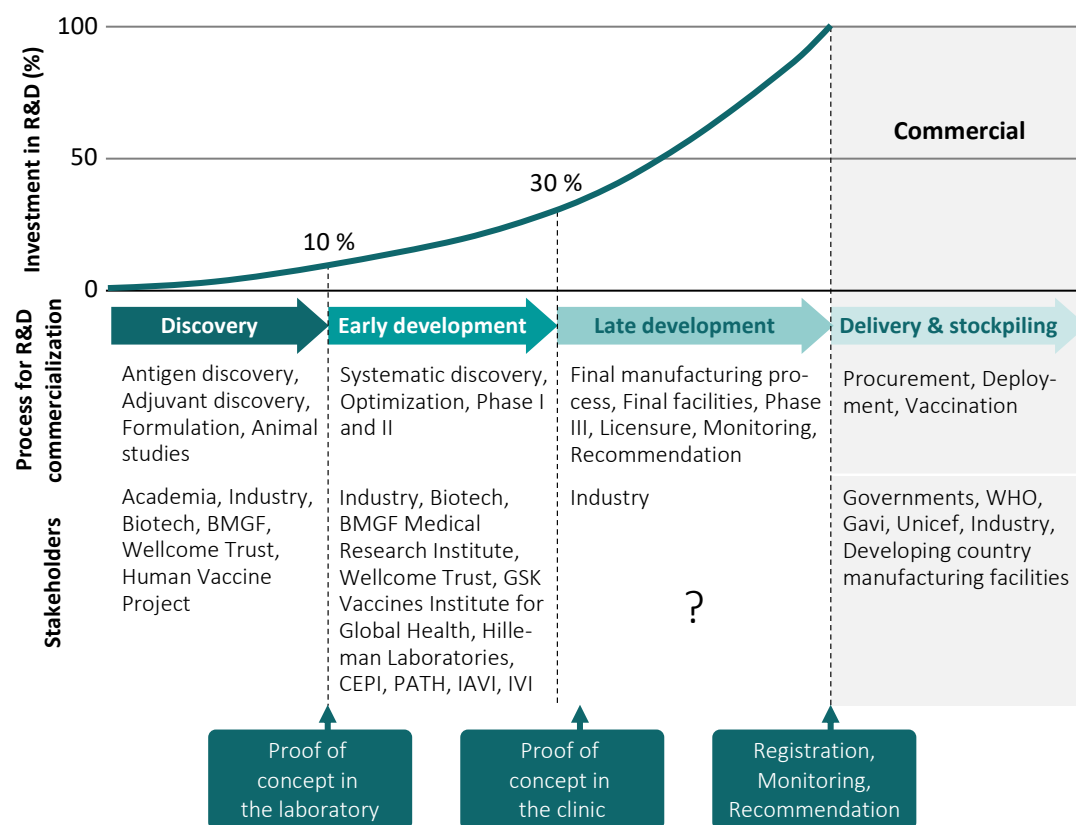 100
Investment in R&D (%)
Commercial
50
30 %
10 %
0
Process for R&D
commercialization
Discovery
Early development
Late development
Delivery & stockpiling
Antigen discovery,
Adjuvant discovery,
Formulation, Animal
studies
Systematic discovery,
Optimization, Phase I
and II
Final manufacturing pro-
cess, Final facilities, Phase
III, Licensure, Monitoring,
Recommendation
Procurement, Deploy-
ment, Vaccination
Stakeholders
Academia, Industry,
Biotech, BMGF,
Wellcome Trust,
Human Vaccine
Project
Industry, Biotech,
BMGF Medical
Research Institute,
Wellcome Trust, GSK
Vaccines Institute for
Global Health, Hille-
man Laboratories,
CEPI, PATH, IAVI, IVI
Industry
?
Governments, WHO,
Gavi, Unicef, Industry,
Developing country
manufacturing facilities
Proof of
concept in
the laboratory
Proof of
concept in
the clinic
Registration,
Monitoring,
Recommendation